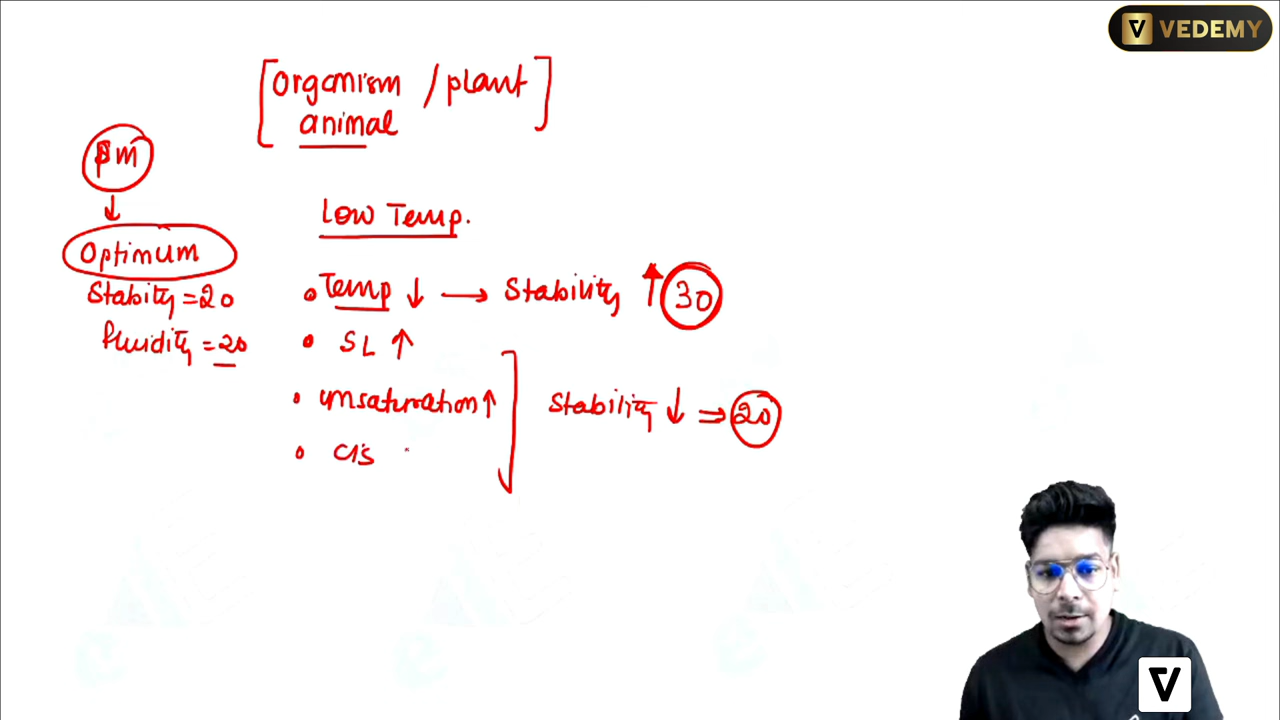 VEDEMY
[Organism / plant]
animal
PM
↓
Low Temp.
Optimum
Stabity = 20
fluidity = 20
• Temp ↓ → Stability ↑ 30
• SL ↑
• unsaturation ↑
Stability ↓ ⇒ 20
• Cis